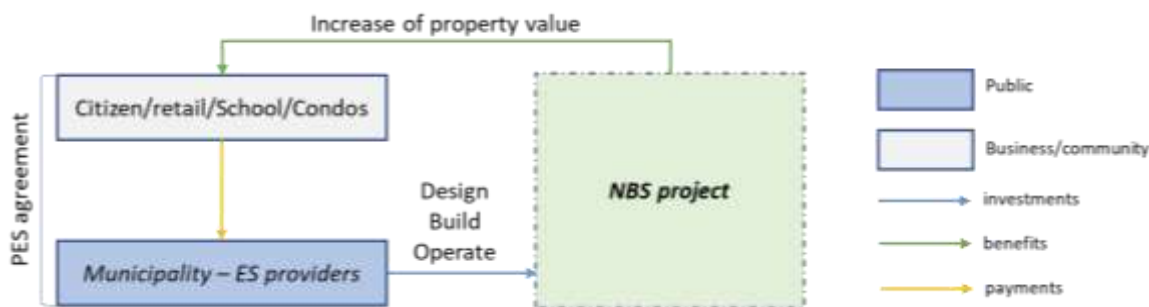 Increase of property value
PES agreement
Citizen/retail/School/Condos
Design
Build
Operate
Municipality – ES providers
NBS project
Public
Business/community
investments
benefits
payments